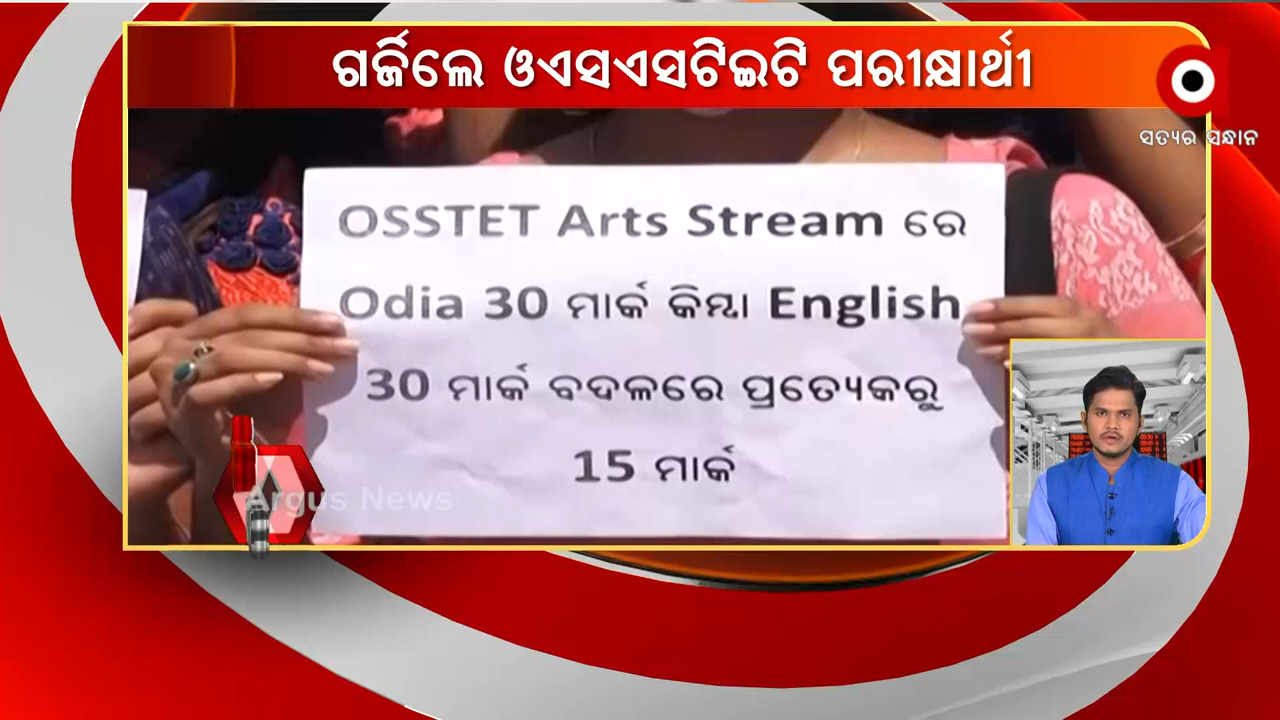 ଗର୍ଜିଲେ ଓଏସଏସଟିଇଟି ପରୀକ୍ଷାର୍ଥୀ
ସତ୍ୟର ସନ୍ଧାନ
OSSTET Arts Stream ରେ
Odia 30 ମାର୍କ କିମ୍ଭା English
30 ମାର୍କ ବଦଳରେ ପ୍ରତ୍ୟେକରୁ
15 ମାର୍କ
Argus News